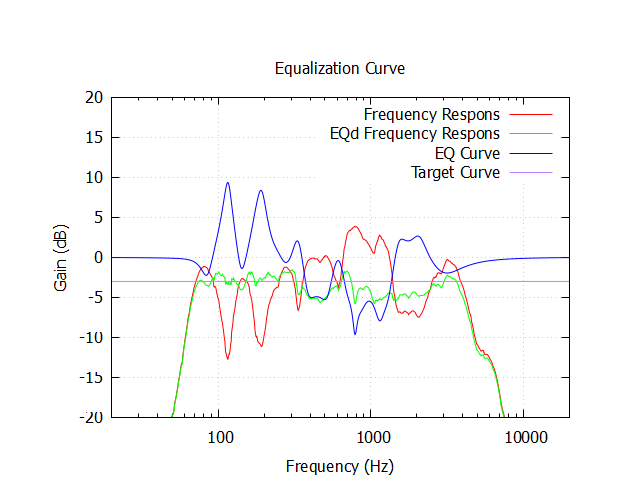 Equalization Curve
20
15
10
5
0
-5
-10
-15
-20
Gain (dB)
Frequency Respons
EQd Frequency Respons
EQ Curve
Target Curve
100
1000
10000
Frequency (Hz)